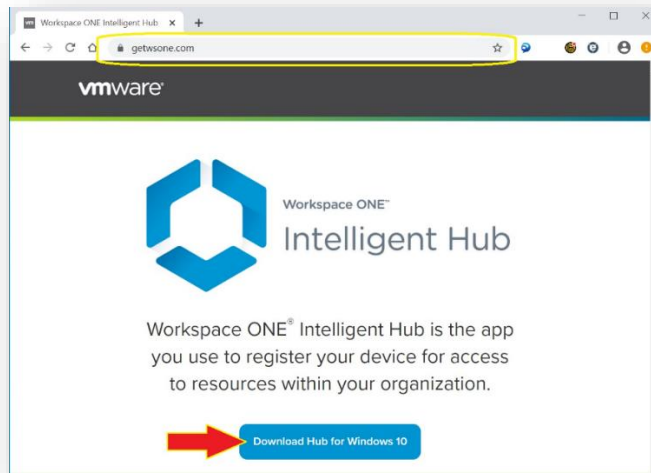 vm Workspace ONE Intelligent Hub
getwsone.com
vmware
Workspace ONE™
Intelligent Hub
Workspace ONE® Intelligent Hub is the app
you use to register your device for access
to resources within your organization.
Download Hub for Windows 10